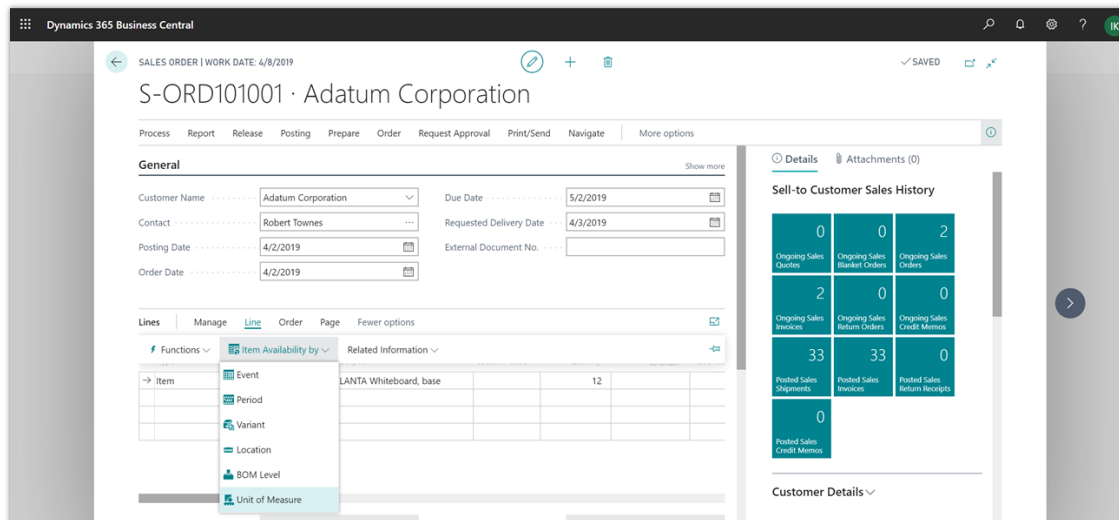 Dynamics 365 Business Central
IK
SALES ORDER | WORK DATE: 4/8/2019
SAVED
S-ORD101001 · Adatum Corporation
Process Report Release Posting Prepare Order Request Approval Print/Send Navigate More options
General
Show more
Customer Name Adatum Corporation
Due Date 5/2/2019
Contact Robert Townes
Requested Delivery Date 4/3/2019
Posting Date 4/2/2019
External Document No.
Order Date 4/2/2019
Lines Manage Line Order Page Fewer options
Functions Item Availability by Related Information
Item LANTA Whiteboard, base 12
Event
Period
Variant
Location
BOM Level
Unit of Measure
Details Attachments (0)
Sell-to Customer Sales History
0
Ongoing Sales
Quotes
0
Ongoing Sales
Blanket Orders
2
Ongoing Sales
Orders
2
Ongoing Sales
Invoices
0
Ongoing Sales
Return Orders
0
Ongoing Sales
Credit Memos
33
Posted Sales
Shipments
33
Posted Sales
Invoices
0
Posted Sales
Return Receipts
0
Posted Sales
Credit Memos
Customer Details